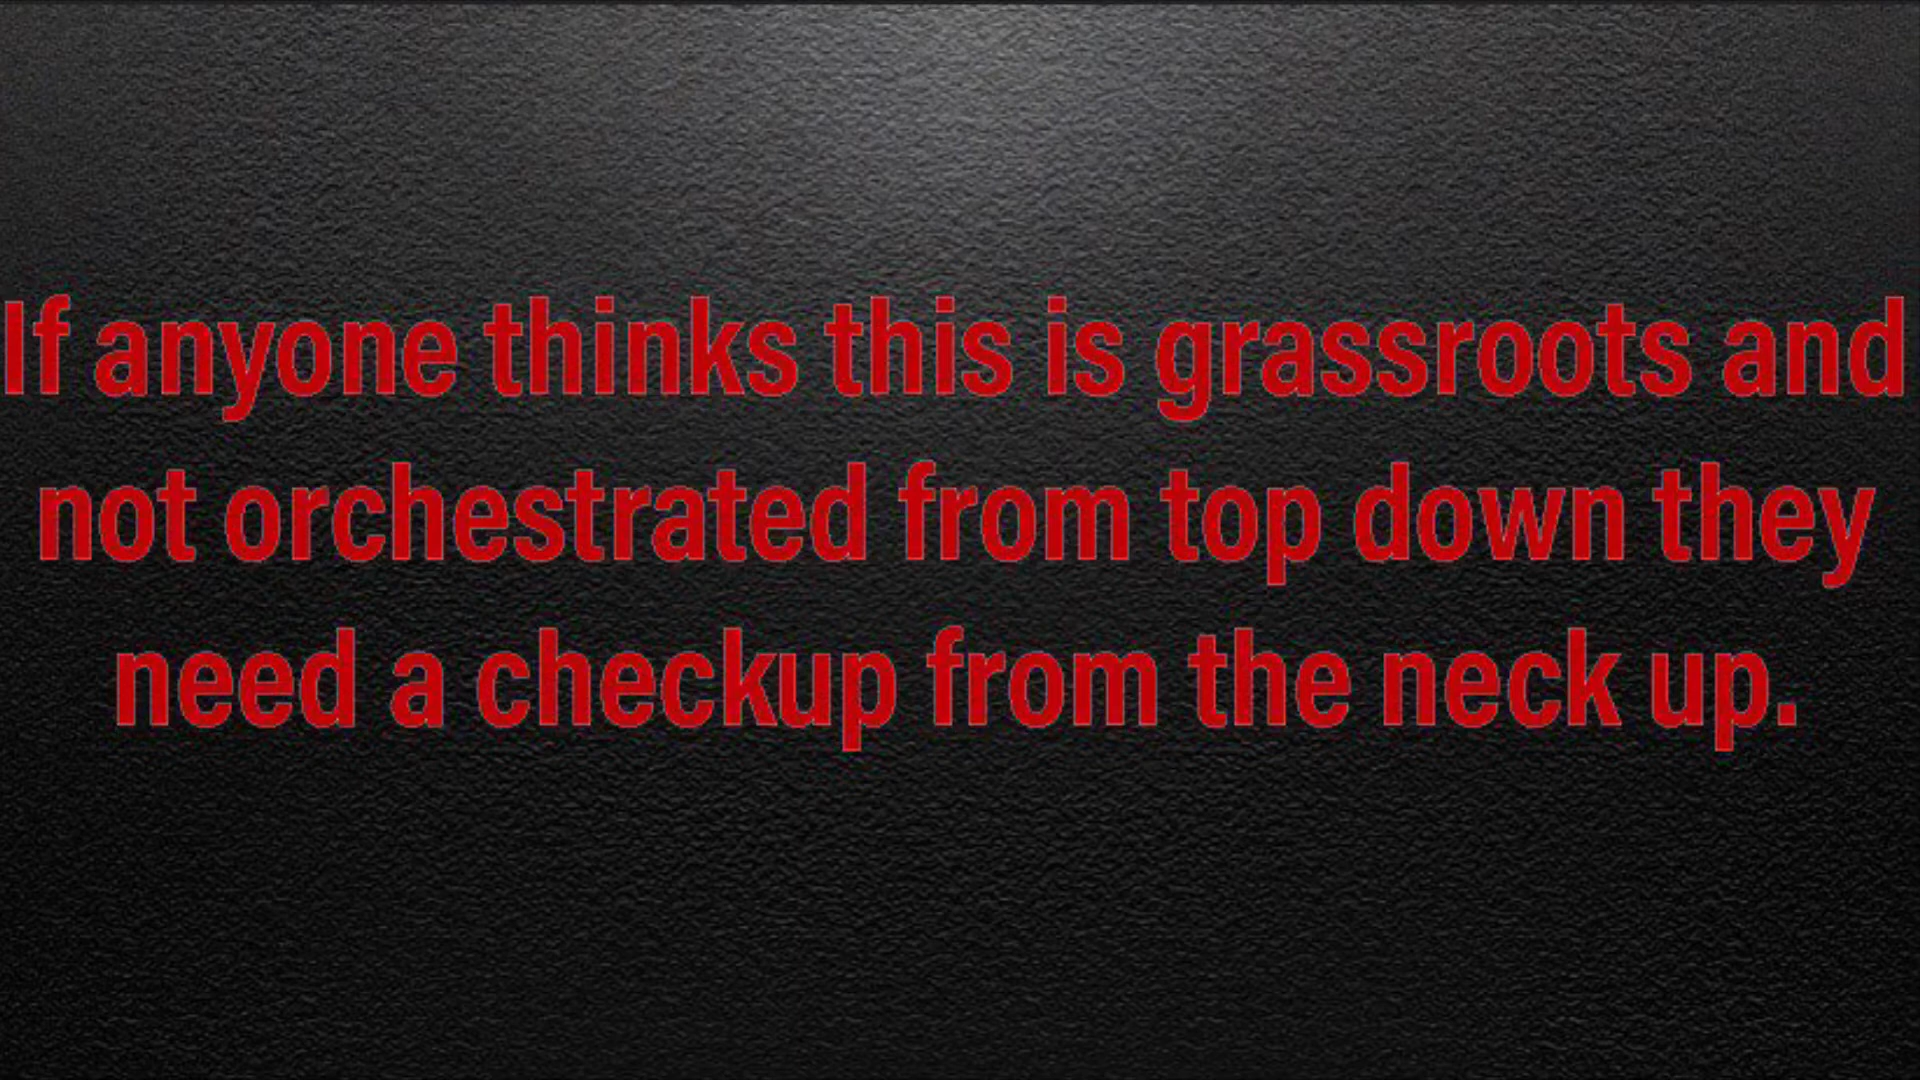 If anyone thinks this is grassroots and
not orchestrated from top down they
need a checkup from the neck up.